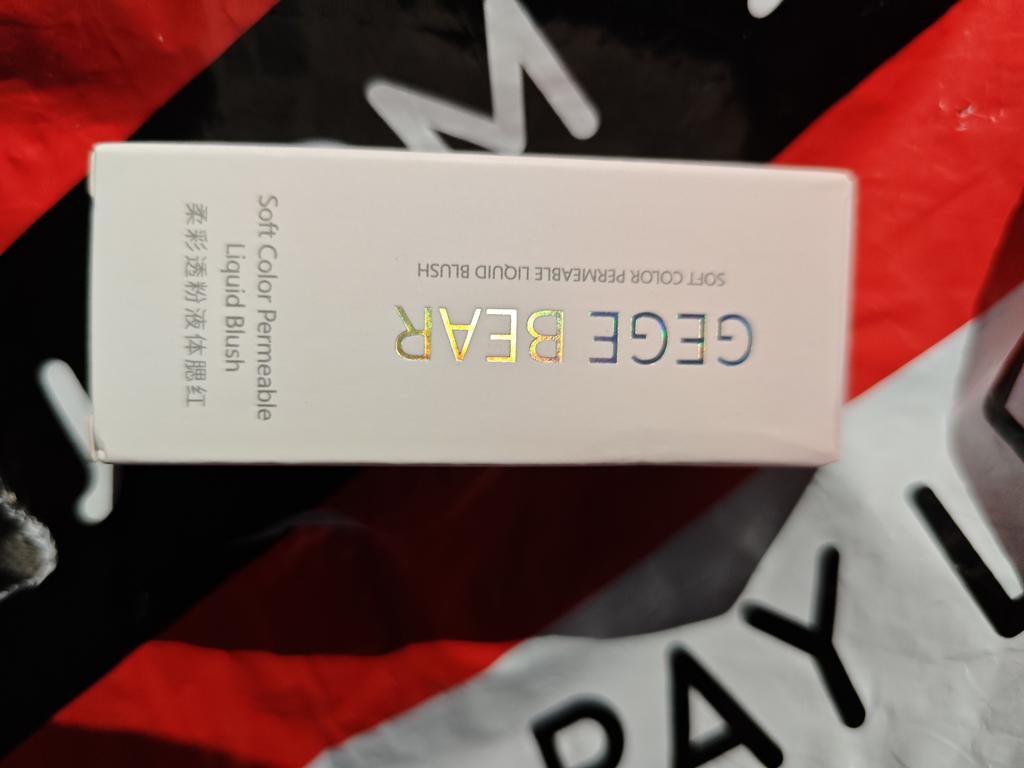 GEGE BEAR
SOFT COLOR PERMEABLE LIQUID BLUSH
Soft Color Permeable
Liquid Blush
柔彩透粉液体腮红
M
PAY L